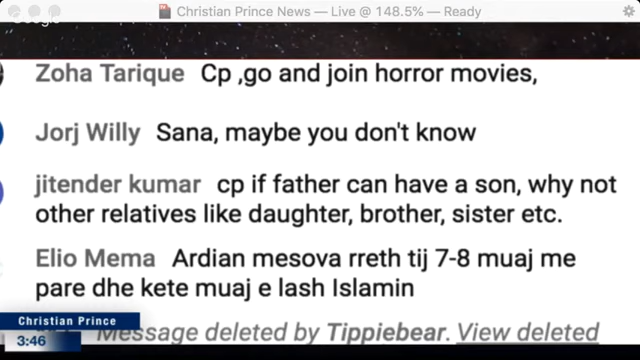 Christian Prince News — Live @ 148.5% — Ready
Zoha Tarique Cp ,go and join horror movies,
Jorj Willy Sana, maybe you don't know
jitender kumar cp if father can have a son, why not
other relatives like daughter, brother, sister etc.
Elio Mema Ardian mesova rreth tij 7-8 muaj me
pare dhe kete muaj e lash Islamin
Message deleted by Tippiebear. View deleted
Christian Prince
3:46